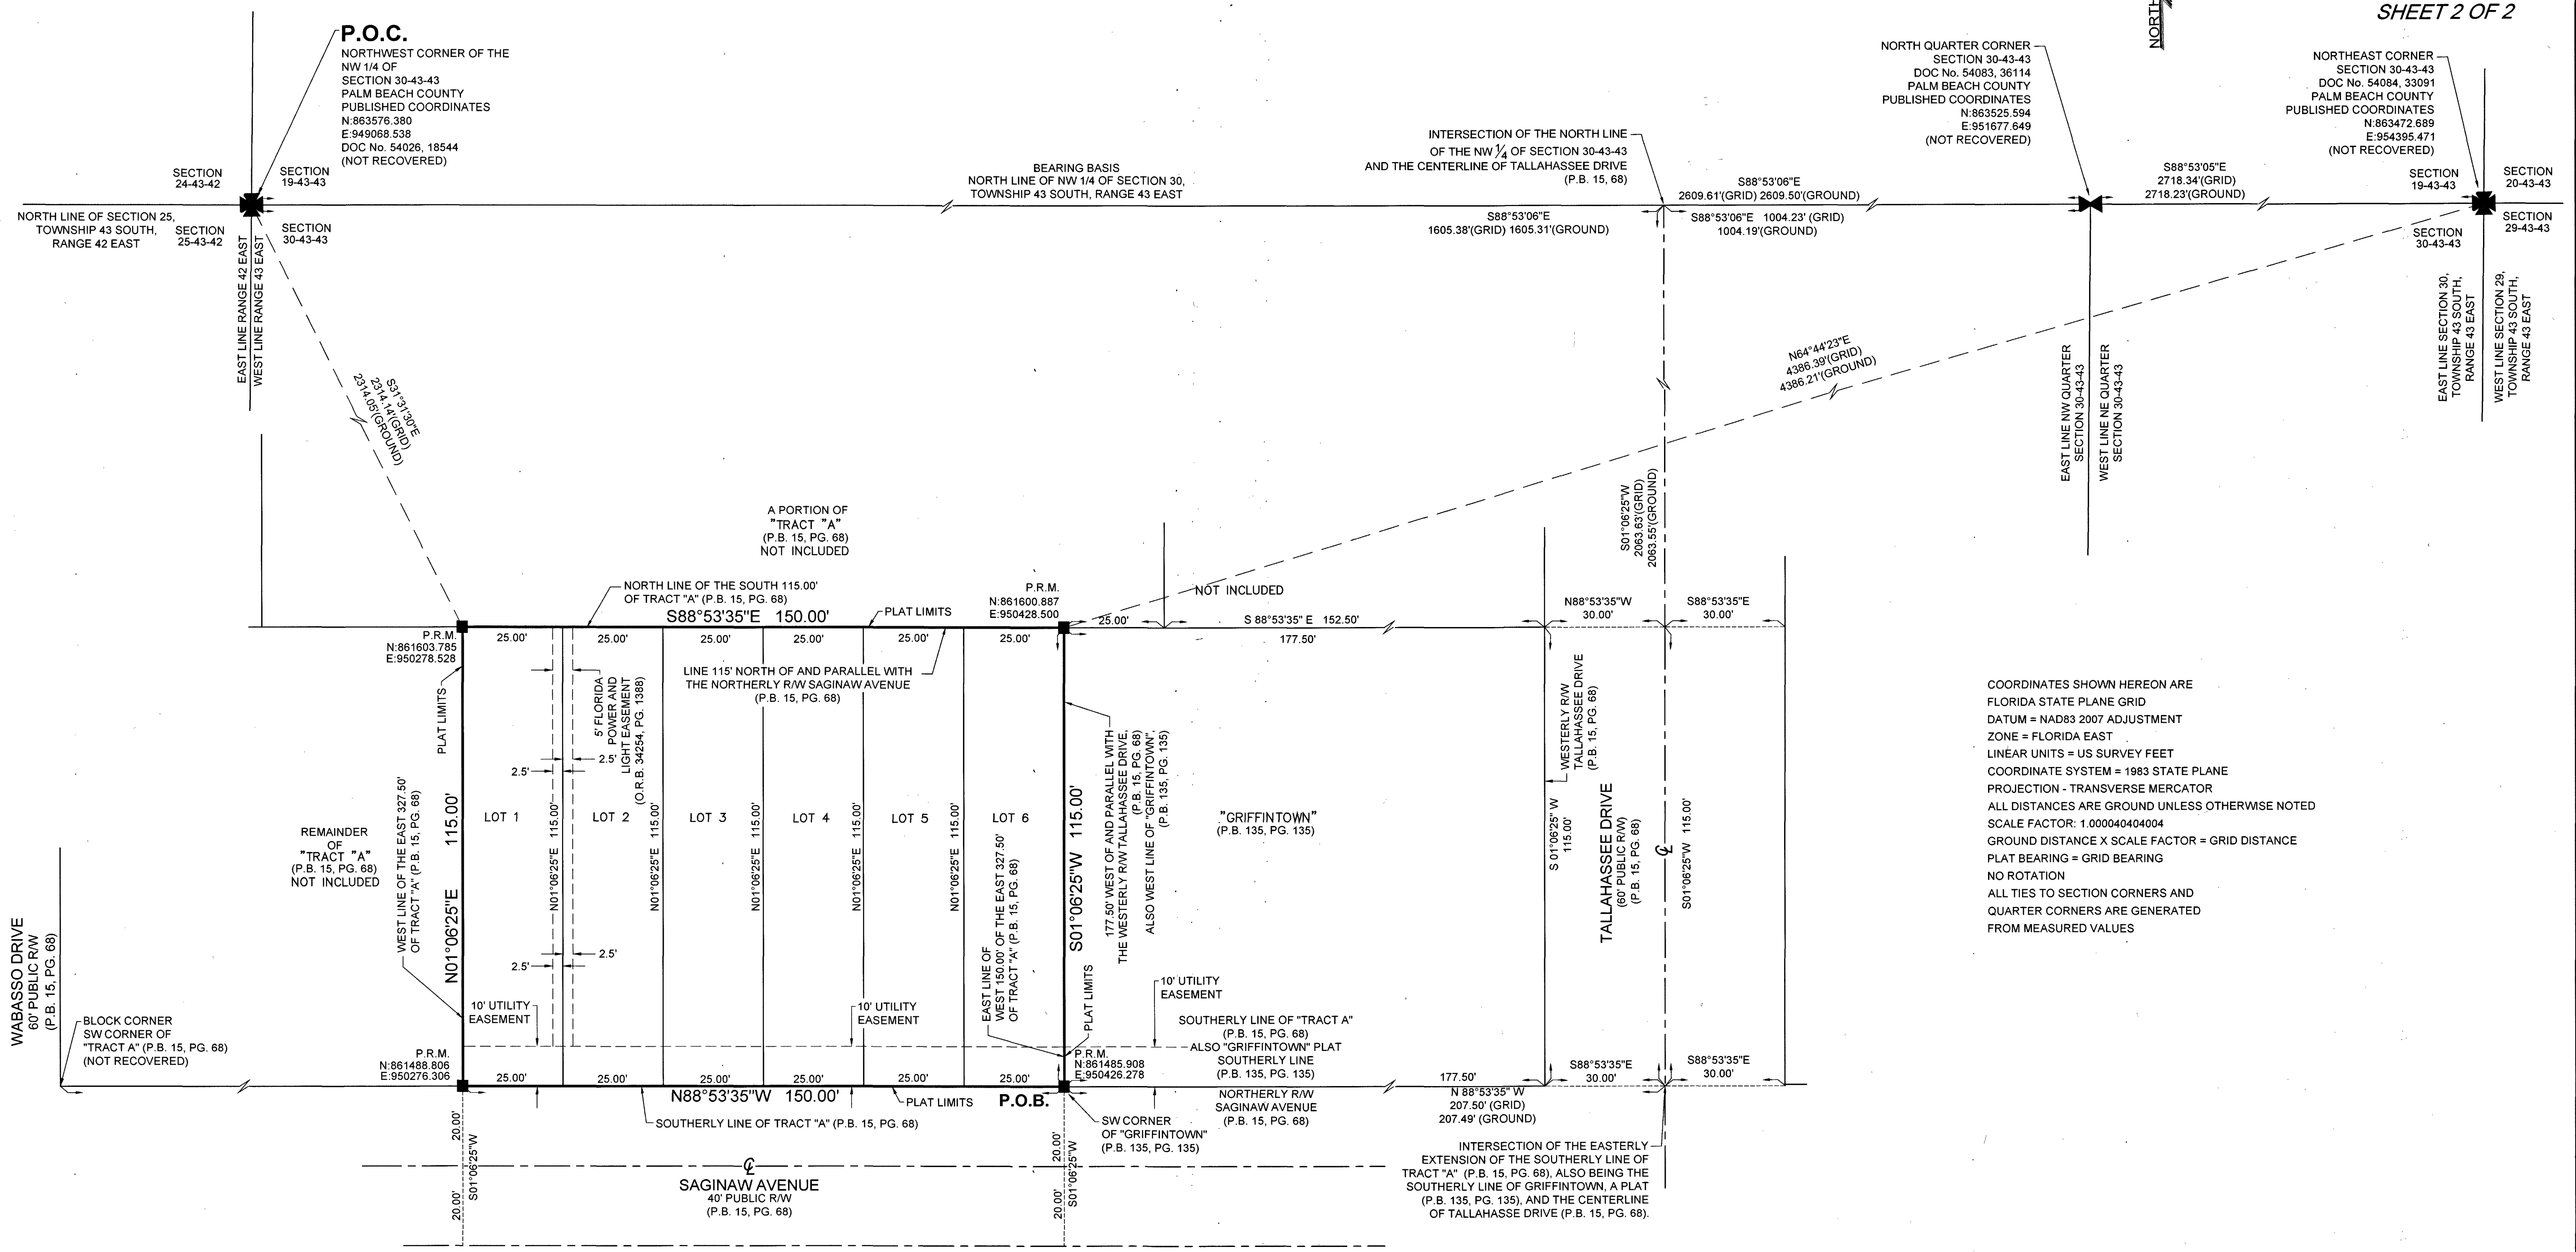 SHEET 2 OF 2
NORTH
P.O.C.
NORTHWEST CORNER OF THE
NW 1/4 OF
SECTION 30-43-43
PALM BEACH COUNTY
PUBLISHED COORDINATES
N:863576.380
E:949068.538
DOC No. 54026, 18544
(NOT RECOVERED)
NORTH QUARTER CORNER
SECTION 30-43-43
DOC No. 54083, 36114
PALM BEACH COUNTY
PUBLISHED COORDINATES
N:863525.594
E:951677.649
(NOT RECOVERED)
NORTHEAST CORNER
SECTION 30-43-43
DOC No. 54084, 33091
PALM BEACH COUNTY
PUBLISHED COORDINATES
N:863472.689
E:954395.471
(NOT RECOVERED)
INTERSECTION OF THE NORTH LINE
OF THE NW 1/4 OF SECTION 30-43-43
AND THE CENTERLINE OF TALLAHASSEE DRIVE
(P.B. 15, 68)
SECTION
24-43-42
SECTION
19-43-43
BEARING BASIS
NORTH LINE OF NW 1/4 OF SECTION 30,
TOWNSHIP 43 SOUTH, RANGE 43 EAST
S88°53'06"E
2609.61'(GRID) 2609.50'(GROUND)
S88°53'05"E
2718.34'(GRID)
2718.23'(GROUND)
SECTION
19-43-43
SECTION
20-43-43
NORTH LINE OF SECTION 25,
TOWNSHIP 43 SOUTH,
RANGE 42 EAST
SECTION
25-43-42
SECTION
30-43-43
S88°53'06"E
1605.38'(GRID) 1605.31'(GROUND)
S88°53'06"E 1004.23' (GRID)
1004.19'(GROUND)
SECTION
30-43-43
SECTION
29-43-43
EAST LINE RANGE 42 EAST
WEST LINE RANGE 43 EAST
S31°31'30"E
2314.14'(GRID)
2314.05'(GROUND)
N64°44'23"E
4386.39'(GRID)
4386.21'(GROUND)
EAST LINE NW QUARTER
SECTION 30-43-43
WEST LINE NE QUARTER
SECTION 30-43-43
EAST LINE SECTION 30,
TOWNSHIP 43 SOUTH,
RANGE 43 EAST
WEST LINE SECTION 29,
TOWNSHIP 43 SOUTH,
RANGE 43 EAST
S01°06'25"W
2063.63'(GRID)
2063.55'(GROUND)
A PORTION OF
"TRACT "A"
(P.B. 15, PG. 68)
NOT INCLUDED
NORTH LINE OF THE SOUTH 115.00'
OF TRACT "A" (P.B. 15, PG. 68)
S88°53'35"E 150.00'
PLAT LIMITS
P.R.M.
N:861600.887
E:950428.500
NOT INCLUDED
25.00'
S 88°53'35" E 152.50'
177.50'
N88°53'35"W
30.00'
S88°53'35"E
30.00'
P.R.M.
N:861603.785
E:950278.528
25.00'
25.00'
25.00'
25.00'
25.00'
25.00'
LINE 115' NORTH OF AND PARALLEL WITH
THE NORTHERLY R/W SAGINAW AVENUE
(P.B. 15, PG. 68)
PLAT LIMITS
5' FLORIDA
POWER AND
LIGHT EASEMENT
(O.R.B. 34254, PG. 1388)
2.5'
2.5'
LOT 1
LOT 2
LOT 3
LOT 4
LOT 5
LOT 6
N01°06'25"E 115.00'
N01°06'25"E 115.00'
N01°06'25"E 115.00'
N01°06'25"E 115.00'
N01°06'25"E 115.00'
N01°06'25"E 115.00'
S01°06'25"W 115.00'
WEST LINE OF THE EAST 327.50'
OF TRACT "A" (P.B. 15, PG. 68)
REMAINDER
OF
"TRACT "A"
(P.B. 15, PG. 68)
NOT INCLUDED
EAST LINE OF
WEST 150.00' OF THE EAST 327.50'
OF TRACT "A" (P.B. 15, PG. 68)
PLAT LIMITS
177.50' WEST OF AND PARALLEL WITH
THE WESTERLY R/W TALLAHASSEE DRIVE,
(P.B. 15, PG. 68)
ALSO WEST LINE OF "GRIFFINTOWN",
(P.B. 135, PG. 135)
"GRIFFINTOWN"
(P.B. 135, PG. 135)
WESTERLY R/W
TALLAHASSEE DRIVE
(P.B. 15, PG. 68)
S 01°06'25" W
115.00'
TALLAHASSEE DRIVE
(60' PUBLIC R/W)
(P.B. 15, PG. 68)
S01°06'25"W 115.00'
COORDINATES SHOWN HEREON ARE
FLORIDA STATE PLANE GRID
DATUM = NAD83 2007 ADJUSTMENT
ZONE = FLORIDA EAST
LINEAR UNITS = US SURVEY FEET
COORDINATE SYSTEM = 1983 STATE PLANE
PROJECTION - TRANSVERSE MERCATOR
ALL DISTANCES ARE GROUND UNLESS OTHERWISE NOTED
SCALE FACTOR: 1.000040404004
GROUND DISTANCE X SCALE FACTOR = GRID DISTANCE
PLAT BEARING = GRID BEARING
NO ROTATION
ALL TIES TO SECTION CORNERS AND
QUARTER CORNERS ARE GENERATED
FROM MEASURED VALUES
2.5'
2.5'
10' UTILITY
EASEMENT
10' UTILITY
EASEMENT
10' UTILITY
EASEMENT
WABASSO DRIVE
60' PUBLIC R/W
(P.B. 15, PG. 68)
BLOCK CORNER
SW CORNER OF
"TRACT A" (P.B. 15, PG. 68)
(NOT RECOVERED)
P.R.M.
N:861488.806
E:950276.306
P.R.M.
N:861485.908
E:950426.278
SOUTHERLY LINE OF "TRACT A"
(P.B. 15, PG. 68)
ALSO "GRIFFINTOWN" PLAT
SOUTHERLY LINE
(P.B. 135, PG. 135)
25.00'
25.00'
25.00'
25.00'
25.00'
25.00'
N88°53'35"W 150.00'
PLAT LIMITS
P.O.B.
SOUTHERLY LINE OF TRACT "A" (P.B. 15, PG. 68)
SW CORNER
OF "GRIFFINTOWN"
(P.B. 135, PG. 135)
NORTHERLY R/W
SAGINAW AVENUE
(P.B. 15, PG. 68)
177.50'
N 88°53'35" W
207.50' (GRID)
207.49' (GROUND)
S88°53'35"E
30.00'
S88°53'35"E
30.00'
20.00'
S01°06'25"W
20.00'
20.00'
S01°06'25"W
20.00'
SAGINAW AVENUE
40' PUBLIC R/W
(P.B. 15, PG. 68)
INTERSECTION OF THE EASTERLY
EXTENSION OF THE SOUTHERLY LINE OF
TRACT "A" (P.B. 15, PG. 68), ALSO BEING THE
SOUTHERLY LINE OF GRIFFINTOWN, A PLAT
(P.B. 135, PG. 135), AND THE CENTERLINE
OF TALLAHASSE DRIVE (P.B. 15, PG. 68).